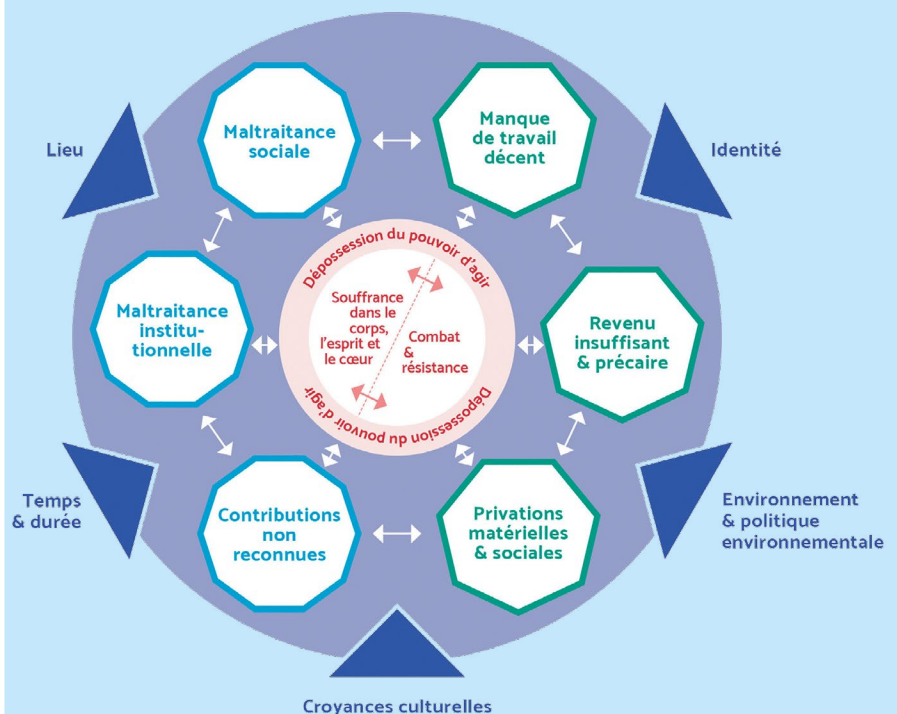 Lieu
Maltraitance
sociale
Manque
de travail
décent
Identité
Maltraitance
institu-
tionnelle
Dépossession du pouvoir d'agir
Souffrance
dans le
corps,
l'esprit et
le cœur
Combat
&
résistance
Dépossession du pouvoir d'agir
Revenu
insuffisant
& précaire
Temps
& durée
Contributions
non
reconnues
Privations
matérielles
& sociales
Environnement
& politique
environnementale
Croyances culturelles